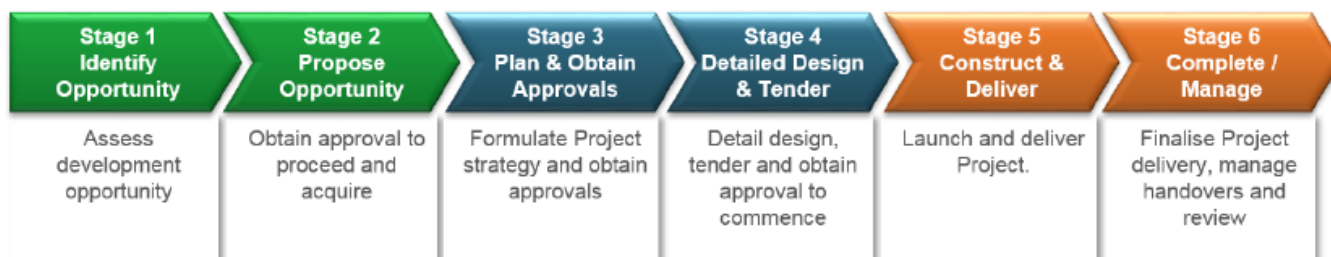 Stage 1
Identify
Opportunity
Assess
development
opportunity
Stage 2
Propose
Opportunity
Obtain approval to
proceed and
acquire
Stage 3
Plan & Obtain
Approvals
Formulate Project
strategy and obtain
approvals
Stage 4
Detailed Design
& Tender
Detail design,
tender and obtain
approval to
commence
Stage 5
Construct &
Deliver
Launch and deliver
Project.
Stage 6
Complete /
Manage
Finalise Project
delivery, manage
handovers and
review